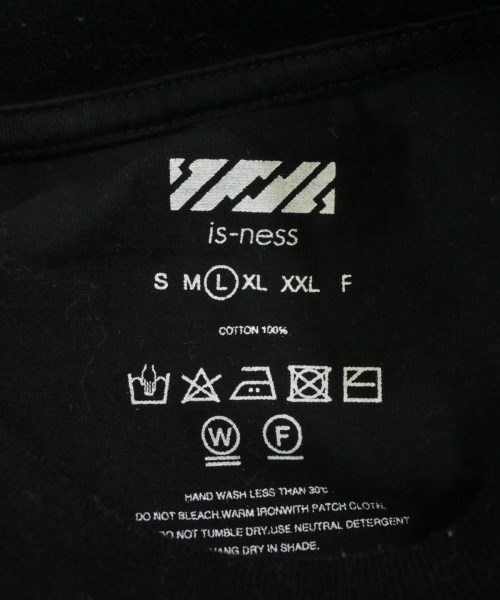 is-ness
S M L XL XXL F
COTTON 100%
W F
HAND WASH LESS THAN 30℃
DO NOT BLEACH.WARM IRONWITH PATCH CLOTH.
DO NOT TUMBLE DRY.USE NEUTRAL DETERGENT
HANG DRY IN SHADE.